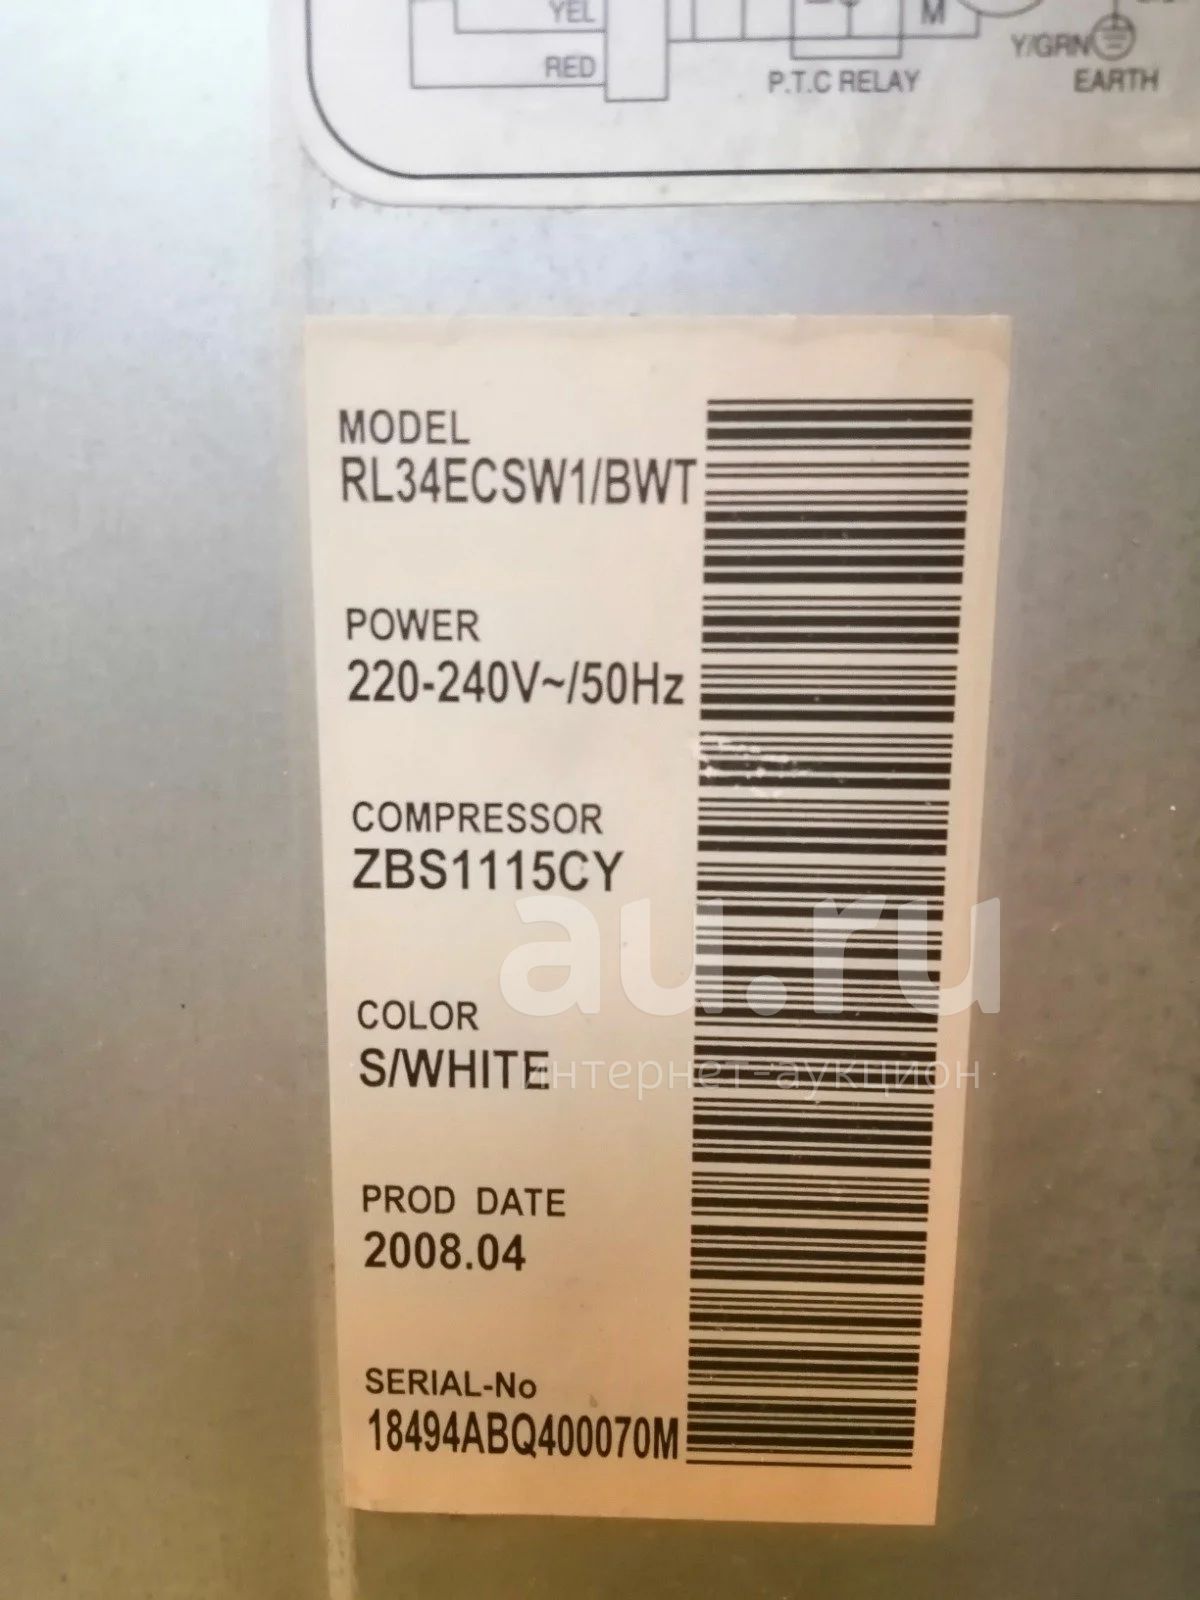 YEL
RED
M
Y/GRN
P.T.C RELAY
EARTH
MODEL
RL34ECSW1/BWT
POWER
220-240V~/50Hz
COMPRESSOR
ZBS1115CY
au.ru
COLOR
S/WHITE
интернет-аукцион
PROD DATE
2008.04
SERIAL-No
18494ABQ400070M